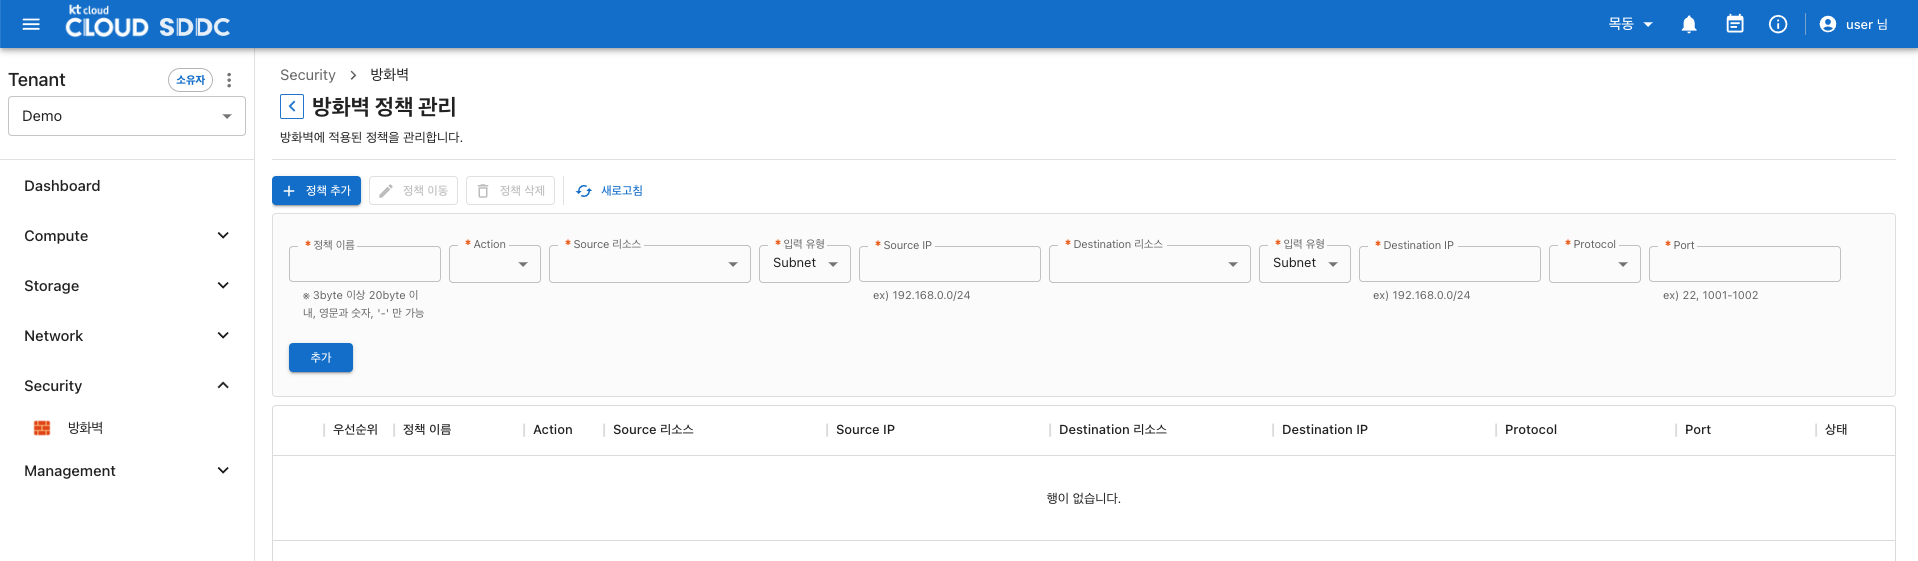 kt cloud
CLOUD SDDC
목동
user 님
Tenant
소유자
Demo
Dashboard
Compute
Storage
Network
Security
방화벽
Management
Security > 방화벽
방화벽 정책 관리
방화벽에 적용된 정책을 관리합니다.
정책 추가
정책 이동
정책 삭제
새로고침
* 정책 이름
※ 3byte 이상 20byte 이
내, 영문과 숫자, '-' 만 가능
* Action
* Source 리소스
* 입력 유형
Subnet
* Source IP
ex) 192.168.0.0/24
* Destination 리소스
* 입력 유형
Subnet
* Destination IP
ex) 192.168.0.0/24
* Protocol
* Port
ex) 22, 1001-1002
추가
우선순위 정책 이름 Action Source 리소스 Source IP Destination 리소스 Destination IP Protocol Port 상태
행이 없습니다.